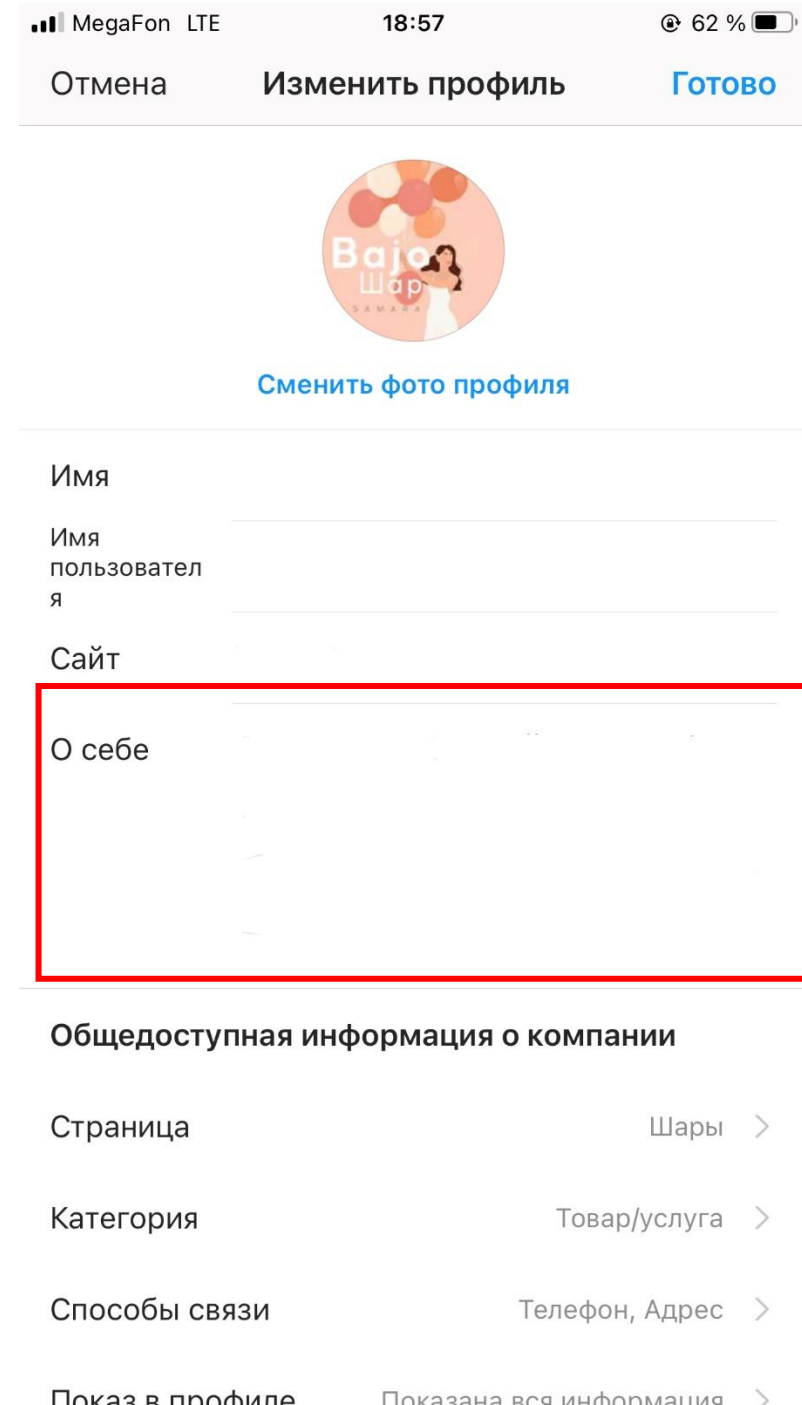 MegaFon LTE 18:57 62 %
Отмена Изменить профиль Готово
Bajo
Шар
SAMARA
Сменить фото профиля
Имя
Имя
пользовател
я
Сайт
О себе
Общедоступная информация о компании
Страница Шары
Категория Товар/услуга
Способы связи Телефон, Адрес
Показ в профиле Показана вся информация